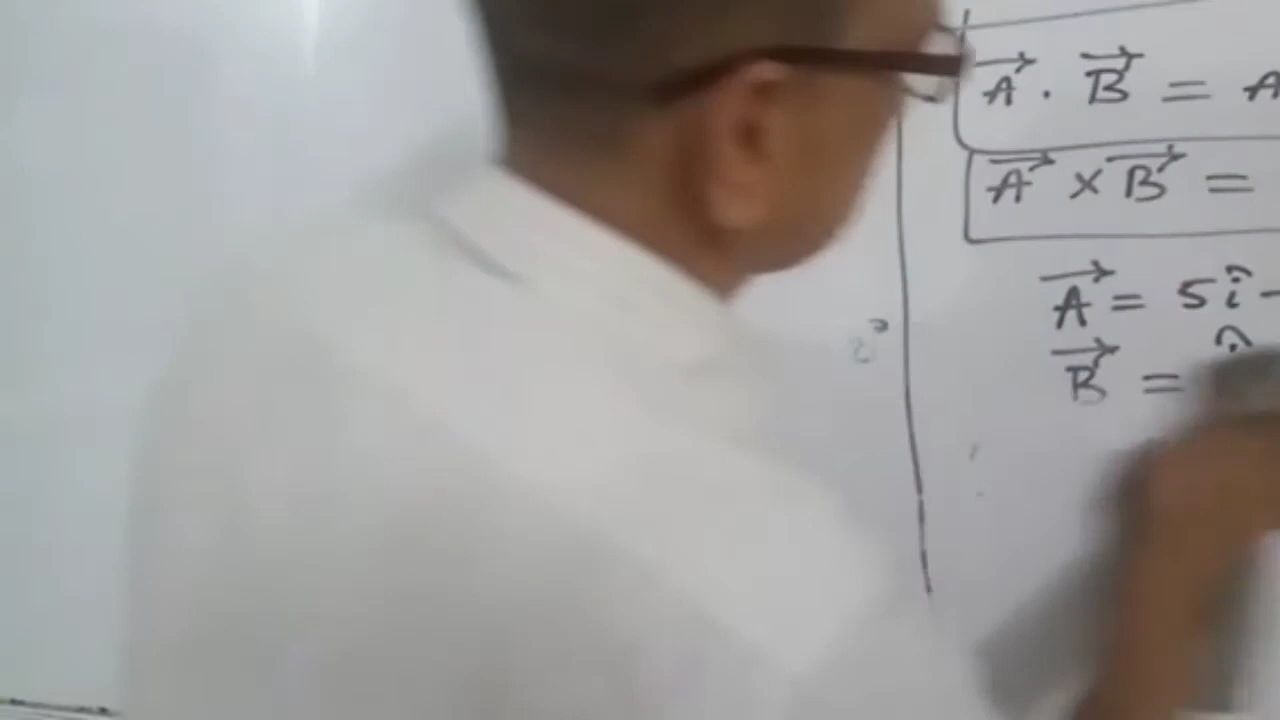 A⃗ . B⃗ = A
A⃗ × B⃗ =
A⃗ = 5î -
B⃗ =